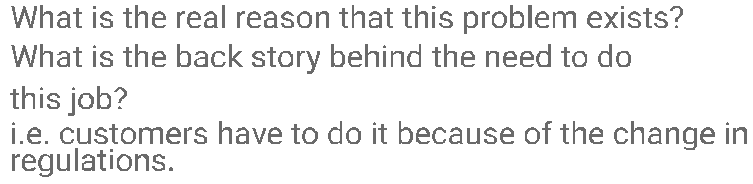 What is the real reason that this problem exists?
What is the back story behind the need to do
this job?
i.e. customers have to do it because of the change in
regulations.